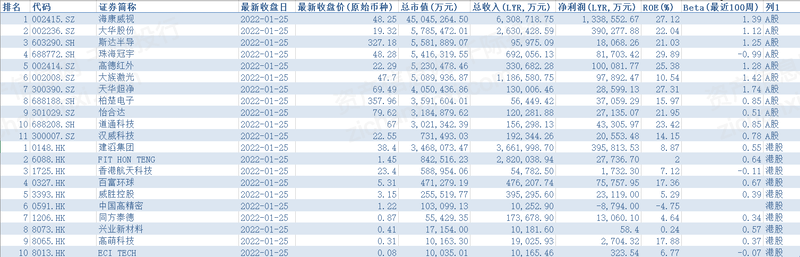 排名 代码 证券简称 最新收盘日 最新收盘价(原始币种) 总市值(万元) 总收入(LYR,万元) 净利润(LYR,万元) ROE(%) Beta(最近100周) 列1
1 002415.SZ 海康威视 2022-01-25 48.25 45,045,264.50 6,308,718.75 1,338,552.67 27.12 1.39 A股
2 002236.SZ 大华股份 2022-01-25 19.32 5,785,472.01 2,630,428.59 390,277.88 22.04 1.12 A股
3 603290.SH 斯达半导 2022-01-25 327.18 5,581,889.07 95,975.09 18,068.26 21.03 1.25 A股
4 688772.SH 珠海冠宇 2022-01-25 48.28 5,416,319.55 692,056.13 81,703.42 29.89 -0.99 A股
5 002414.SZ 高德红外 2022-01-25 22.29 5,230,478.46 330,682.28 100,081.77 25.38 1.28 A股
6 002008.SZ 大族激光 2022-01-25 47.7 5,089,936.87 1,186,580.75 97,892.47 10.54 1.42 A股
7 300390.SZ 天华超净 2022-01-25 69.49 4,050,436.86 130,446.03 28,599.13 27.31 1.74 A股
8 688188.SH 柏楚电子 2022-01-25 357.96 3,591,604.01 56,449.42 37,059.29 15.97 0.85 A股
9 301029.SZ 怡合达 2022-01-25 79.62 3,184,879.62 120,281.88 27,135.07 21.95 0.51 A股
10 688208.SH 道通科技 2022-01-25 67 3,021,342.39 156,298.13 43,305.97 23.42 0.85 A股
11 300007.SZ 汉威科技 2022-01-25 22.55 731,493.03 192,344.26 20,553.48 14.15 0.78 A股
1 0148.HK 建滔集团 2022-01-25 38.4 3,468,073.47 3,661,998.70 395,813.53 8.87 0.55 港股
2 6088.HK FIT HON TENG 2022-01-25 1.45 842,516.23 2,820,038.94 27,736.70 2 0.64 港股
3 1725.HK 香港航天科技 2022-01-25 23.4 588,954.06 54,782.50 1,732.30 7.12 -0.11 港股
4 0327.HK 百富环球 2022-01-25 5.31 471,279.19 476,207.74 75,757.95 17.36 0.67 港股
5 3393.HK 威胜控股 2022-01-25 3.15 255,519.77 395,295.60 23,119.00 5.29 0.39 港股
6 0591.HK 中国高精密 2022-01-25 1.22 103,099.13 10,252.90 -8,794.00 -4.75 港股
7 1206.HK 同方泰德 2022-01-25 0.87 55,429.35 173,678.90 13,060.10 4.64 0.34 港股
8 8073.HK 兴业新材料 2022-01-25 0.41 17,154.00 10,181.60 58.4 0.24 0.57 港股
9 8065.HK 高萌科技 2022-01-25 0.31 10,163.30 19,025.93 2,704.32 17.88 0.37 港股
10 8013.HK ECI TECH 2022-01-25 0.08 10,035.01 10,165.46 323.54 6.77 -0.07 港股